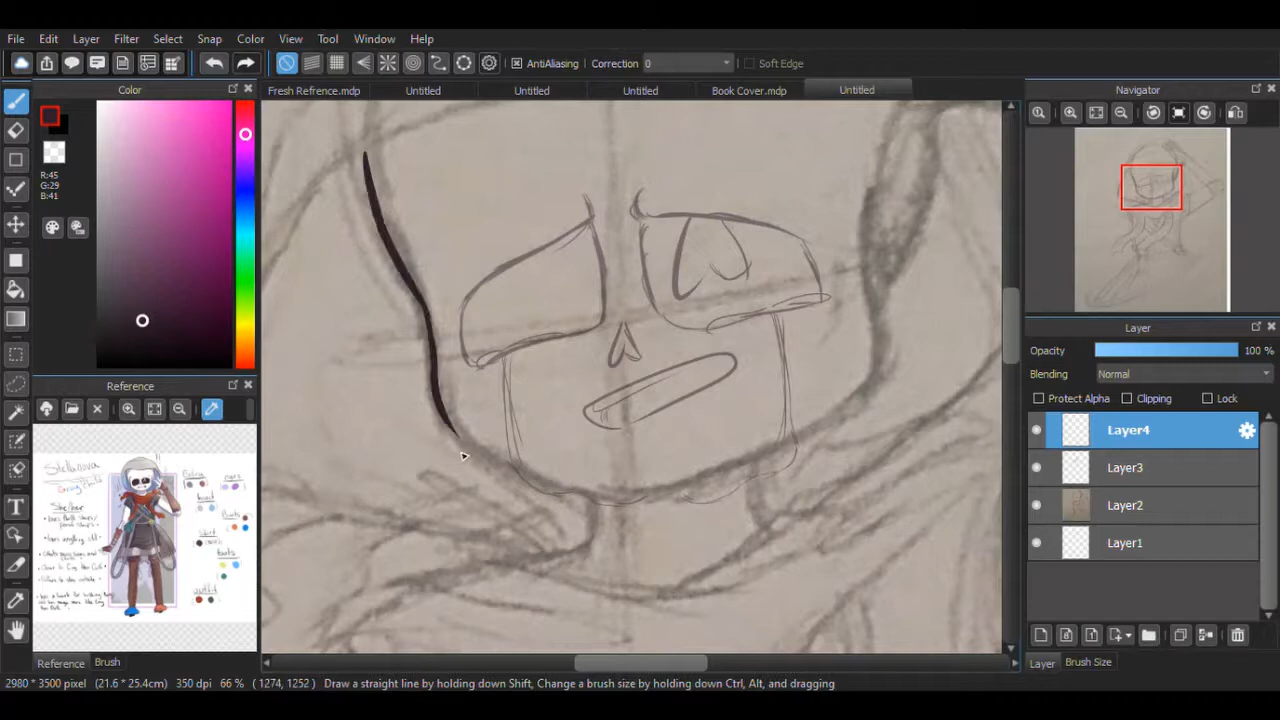 File Edit Layer Filter Select Snap Color View Tool Window Help
AntiAliasing Correction 0 Soft Edge
Color
Fresh Refrence.mdp Untitled Untitled Untitled Book Cover.mdp Untitled
Navigator
R:45
G:29
B:41
Layer
Opacity 100 %
Blending Normal
Protect Alpha Clipping Lock
Reference
Layer4
Layer3
Layer2
Layer1
Stellanova
T
Reference Brush
Layer Brush Size
2980 * 3500 pixel (21.6 * 25.4cm) 350 dpi 66 % ( 1274, 1252 ) Draw a straight line by holding down Shift, Change a brush size by holding down Ctrl, Alt, and dragging